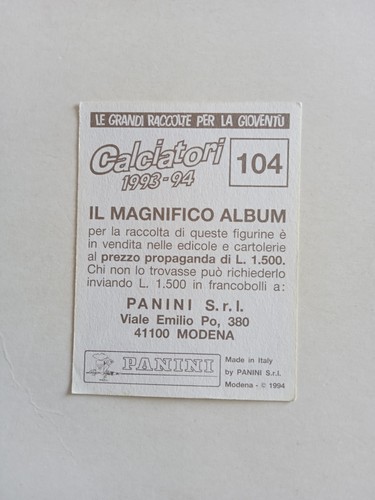 LE GRANDI RACCOLTE PER LA GIOVENTÙ
Calciatori
1993-94
104
IL MAGNIFICO ALBUM
per la raccolta di queste figurine è
in vendita nelle edicole e cartolerie
al prezzo propaganda di L. 1.500.
Chi non lo trovasse può richiederlo
inviando L. 1.500 in francobolli a:
PANINI S.r.l.
Viale Emilio Po, 380
41100 MODENA
PANINI
Made in Italy
by PANINI S.r.l.
Modena - © 1994